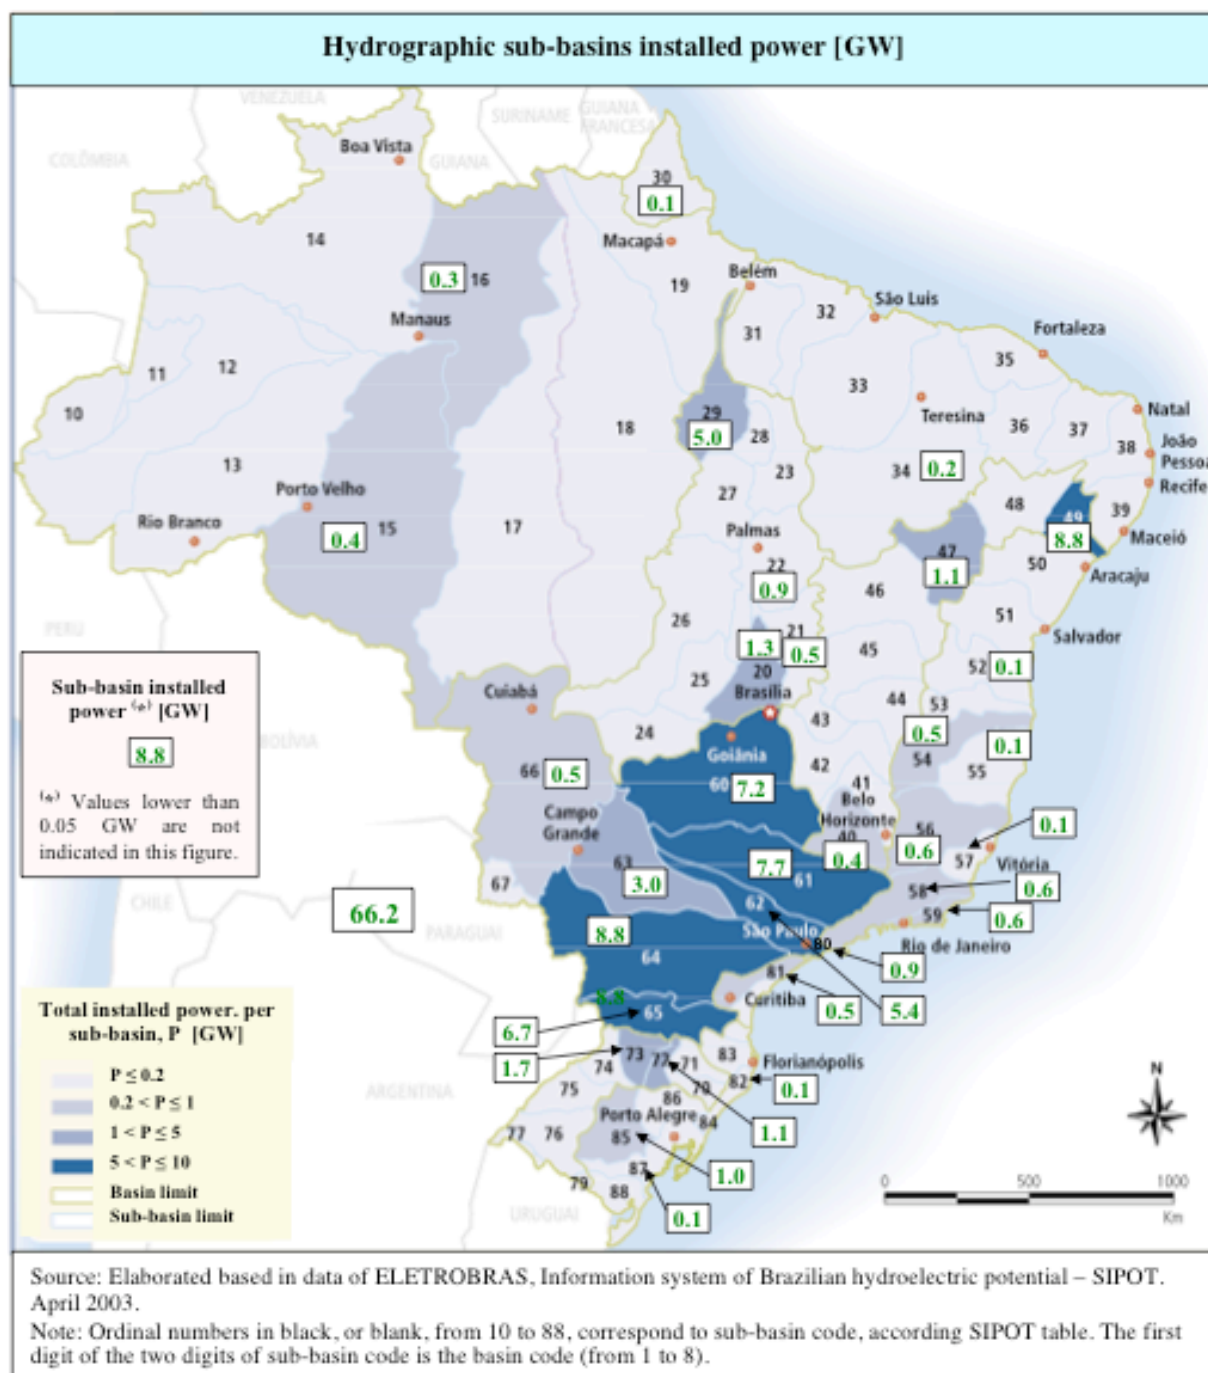 Hydrographic sub-basins installed power [GW]
VENEZUELA
SURINAME
GUIANA
FRANCESA
COLÔMBIA
GUIANA
Boa Vista
30
0.1
14
Macapá
0.3
16
19
Belém
São Luis
32
31
Manaus
Fortaleza
35
11
12
33
10
29
5.0
28
Teresina
Natal
18
36
37
38
João
Pessoa
13
23
34
0.2
Recife
Porto Velho
27
48
49
39
Rio Branco
15
0.4
17
Palmas
8.8
Maceió
47
1.1
22
0.9
50
Aracaju
46
26
51
PERU
1.3
21
0.5
45
Salvador
52
0.1
20
Sub-basin installed
power (*) [GW]
8.8
(*) Values lower than
0.05 GW are not
indicated in this figure.
Cuiabá
25
Brasília
44
53
43
24
0.5
0.1
BOLÍVIA
Goiânia
54
55
66
0.5
42
60
7.2
41
Campo
Grande
Belo
Horizonte
40
56
0.1
0.4
0.6
57
Vitória
63
3.0
7.7
61
67
58
0.6
CHILE
66.2
62
59
0.6
PARAGUAI
8.8
São Paulo
80
Rio de Janeiro
64
0.9
81
8.8
Curitiba
0.5
5.4
65
6.7
Total installed power. per
sub-basin, P [GW]
P ≤ 0.2
0.2 < P ≤ 1
1 < P ≤ 5
5 < P ≤ 10
Basin limit
Sub-basin limit
1.7
73
72
71
83
Florianópolis
74
70
82
0.1
ARGENTINA
75
86
Porto Alegre
84
1.1
77
76
85
1.0
87
79
88
0.1
URUGUAI
N
0
500
1000
Km
Source: Elaborated based in data of ELETROBRAS, Information system of Brazilian hydroelectric potential – SIPOT.
April 2003.
Note: Ordinal numbers in black, or blank, from 10 to 88, correspond to sub-basin code, according SIPOT table. The first
digit of the two digits of sub-basin code is the basin code (from 1 to 8).